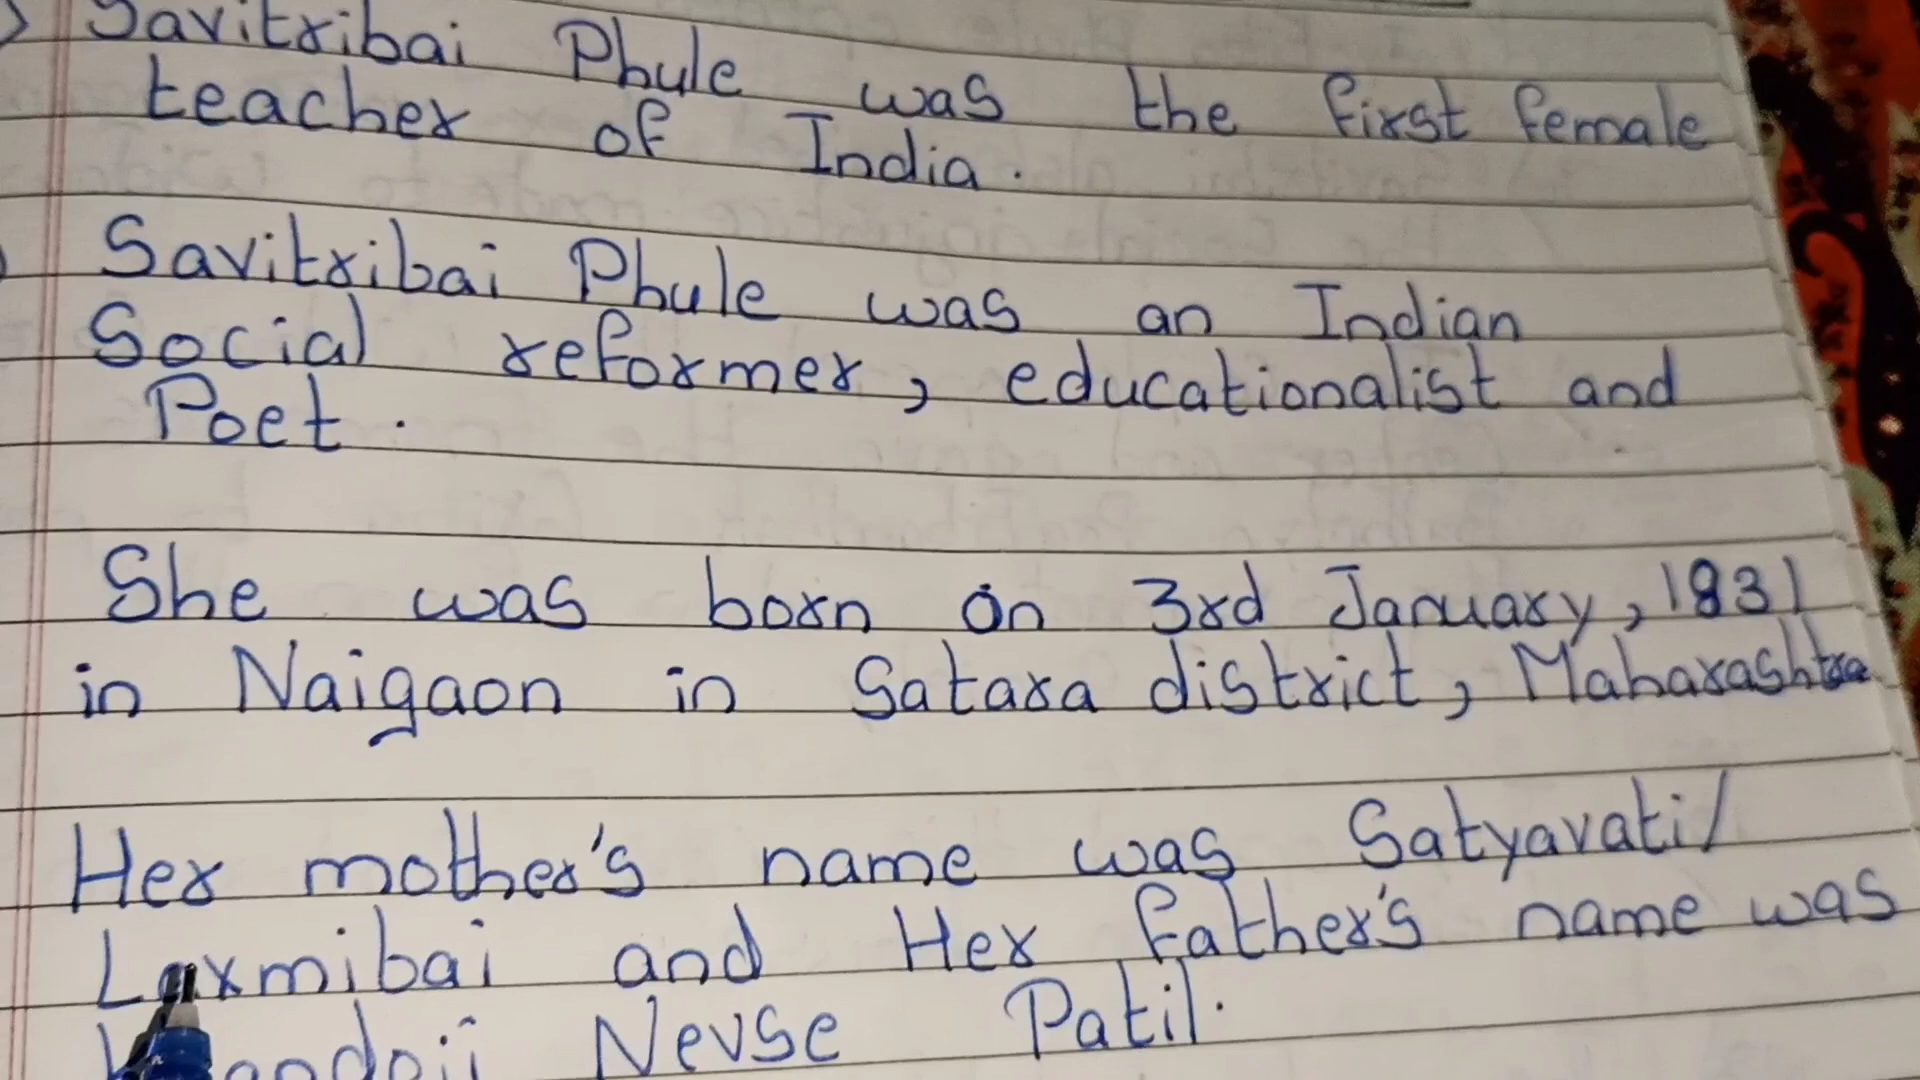 Savitribai Phule was the first female
teacher of India.
Savitribai Phule was an Indian
Social reformer, educationalist and
Poet.
She was born on 3rd January, 1831
in Naigaon in Satara district, Maharashtra
Her mother's name was Satyavati/
Laxmibai and Her father's name was
Nevse Patil.